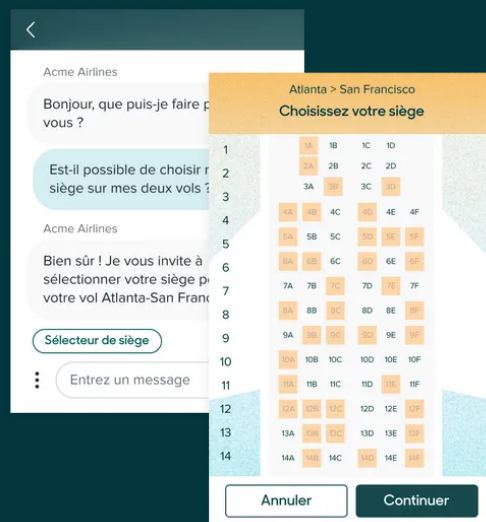 Acme Airlines
Bonjour, que puis-je faire
vous ?
Est-il possible de choisir
siège sur mes deux vols ?
Acme Airlines
Bien sûr ! Je vous invite à
sélectionner votre siège
votre vol Atlanta-San
Sélecteur de siège
Entrez un message
Atlanta > San Francisco
Choisissez votre siège
1 1A 1B 1C 1D
2 2A 2B 2C 2D
3 3A 3B 3C 3D
4 4A 4B 4C 4D 4E 4F
5 5A 5B 5C 5D 5E 5F
6 6A 6B 6C 6D 6E 6F
7 7A 7B 7C 7D 7E 7F
8 8A 8B 8C 8D 8E 8F
9 9A 9B 9C 9D 9E 9F
10 10A 10B 10C 10D 10E 10F
11 11A 11B 11C 11D 11E 11F
12 12A 12B 12C 12D 12E 12F
13 13A 13B 13C 13D 13E 13F
14 14A 14B 14C 14D 14E 14F
Annuler
Continuer